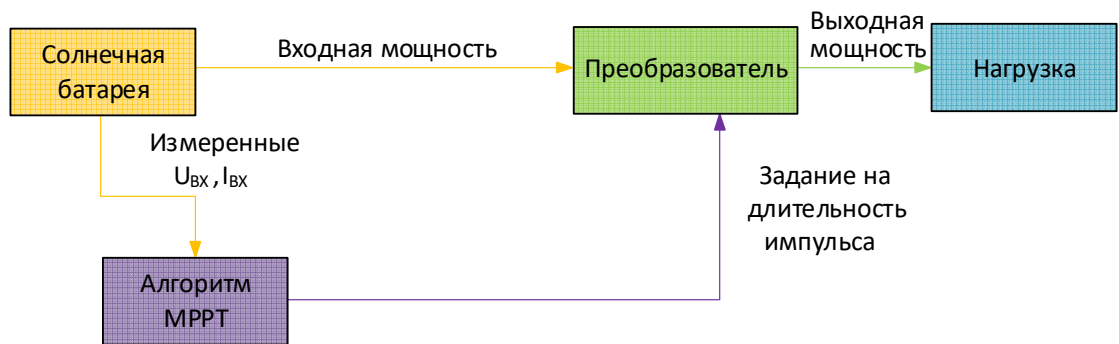 Солнечная
батарея
Входная мощность
Преобразователь
Выходная
мощность
Нагрузка
Измеренные
UВХ , IВХ
Задание на
длительность
импульса
Алгоритм
MPPT